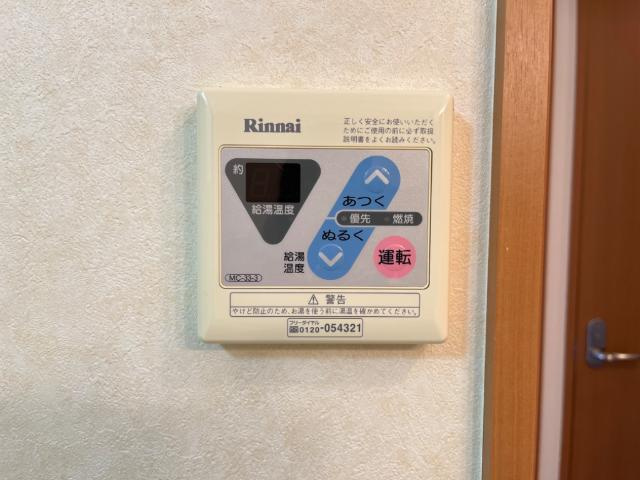 Rinnai
正しく安全にお使いいただく
ためにご使用の前に必ず取扱
説明書をよくお読みください。
約
給湯温度
あつく
優先 燃焼
ぬるく
給湯
温度
運転
MC-33-3
⚠ 警告
やけど防止のため、お湯を使う前に湯温を確かめてください。
フリーダイヤル
0120-054321